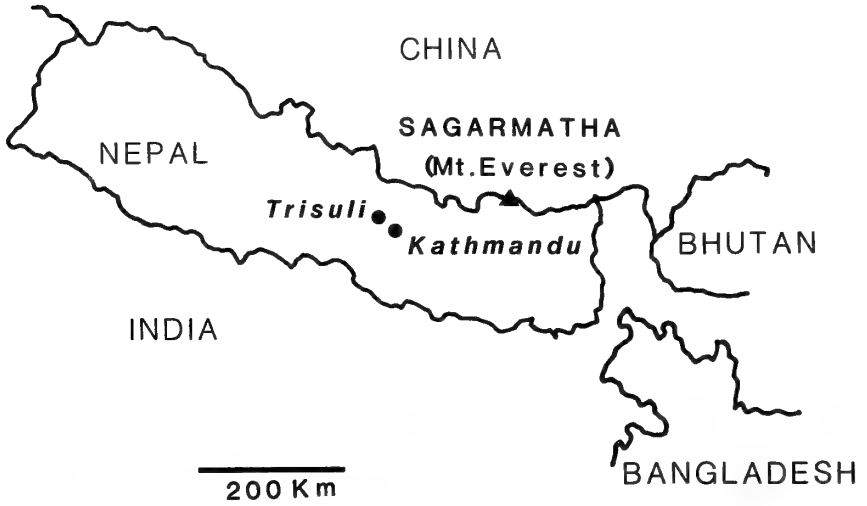 CHINA
SAGARMATHA
(Mt.Everest)
NEPAL
Trisuli
Kathmandu
BHUTAN
INDIA
BANGLADESH
200 Km